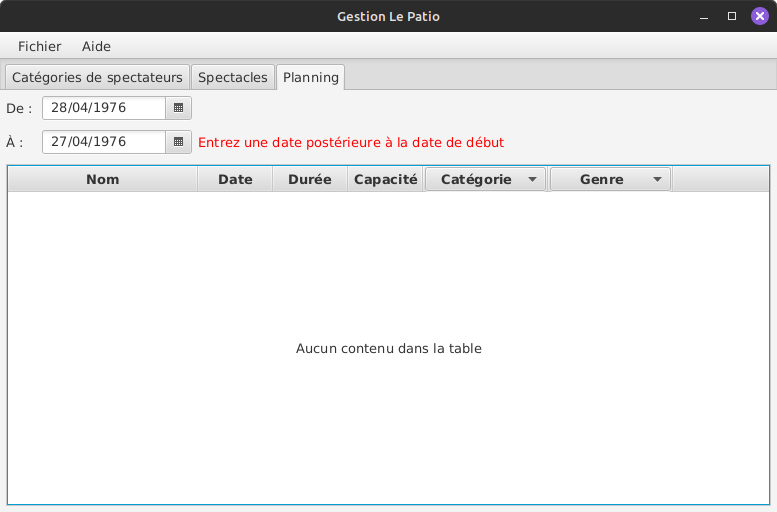 Gestion Le Patio
Fichier Aide
Catégories de spectateurs Spectacles Planning
De : 28/04/1976
À : 27/04/1976 Entrez une date postérieure à la date de début
Nom Date Durée Capacité Catégorie Genre
Aucun contenu dans la table